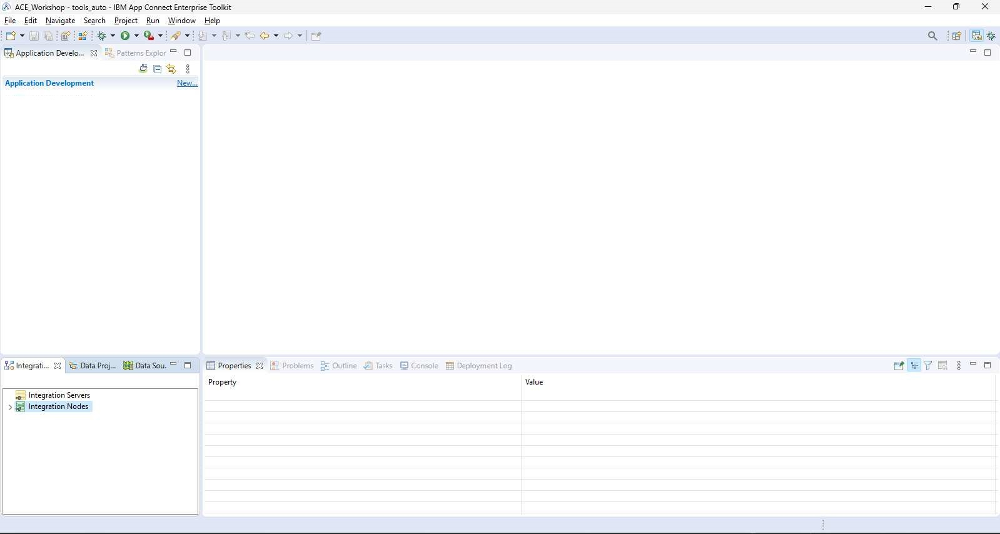 ACE_Workshop - tools_auto - IBM App Connect Enterprise Toolkit
File Edit Navigate Search Project Run Window Help
Application Develo... Patterns Explor
Application Development New...
Integrati... Data Proj... Data Sou.
Integration Servers
Integration Nodes
Properties Problems Outline Tasks Console Deployment Log
Property Value